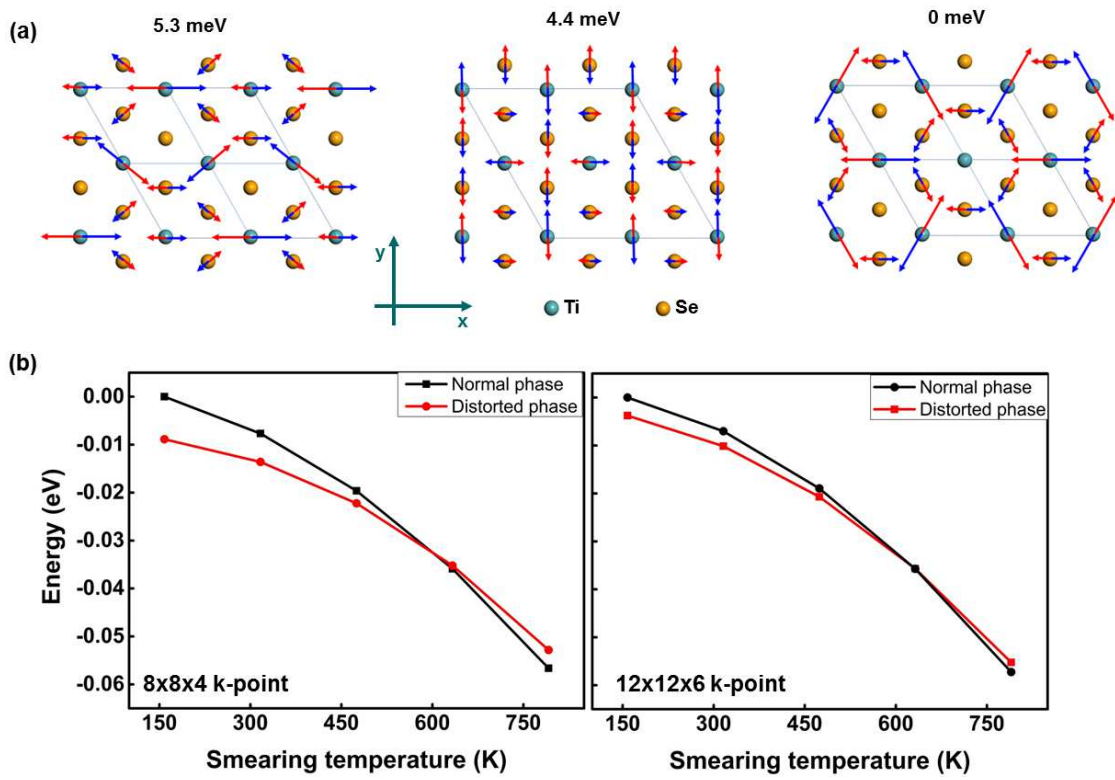 (a)
5.3 meV
4.4 meV
0 meV
y
x
Ti
Se
(b)
Energy (eV)
0.00
-0.01
-0.02
-0.03
-0.04
-0.05
-0.06
Normal phase
Distorted phase
8x8x4 k-point
150 300 450 600 750
Smearing temperature (K)
Normal phase
Distorted phase
12x12x6 k-point
150 300 450 600 750
Smearing temperature (K)